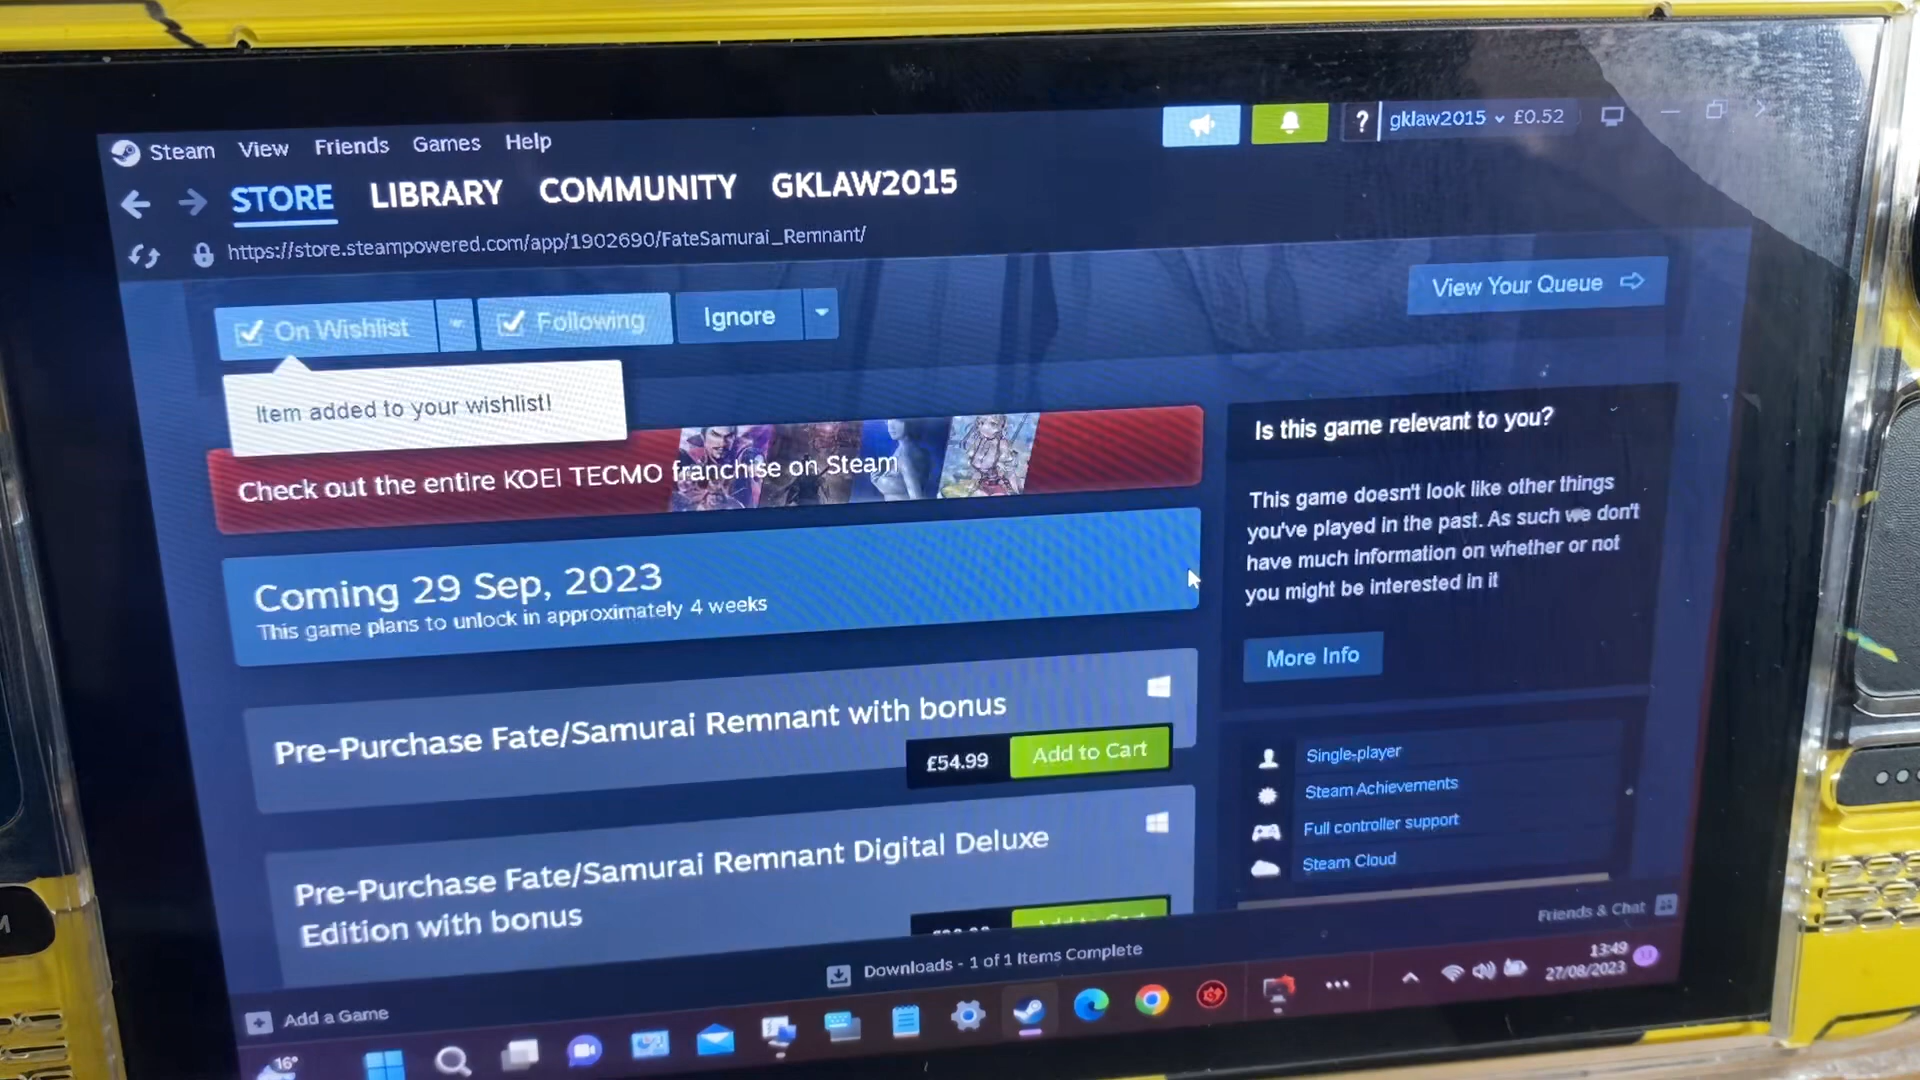 Steam View Friends Games Help
? gklaw2015 £0.52
STORE LIBRARY COMMUNITY GKLAW2015
https://store.steampowered.com/app/1902690/FateSamurai_Remnant/
On Wishlist Following Ignore
View Your Queue
Item added to your wishlist!
Check out the entire KOEI TECMO franchise on Steam
Is this game relevant to you?
This game doesn't look like other things
you've played in the past. As such we don't
have much information on whether or not
you might be interested in it
More Info
Coming 29 Sep, 2023
This game plans to unlock in approximately 4 weeks
Pre-Purchase Fate/Samurai Remnant with bonus
£54.99 Add to Cart
Pre-Purchase Fate/Samurai Remnant Digital Deluxe
Edition with bonus
Add to Cart
Single-player
Steam Achievements
Full controller support
Steam Cloud
Friends & Chat
Downloads - 1 of 1 Items Complete
Add a Game
13:49
27/08/2023
16°